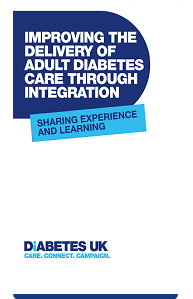 IMPROVING THE
DELIVERY OF
ADULT DIABETES
CARE THROUGH
INTEGRATION
SHARING EXPERIENCE
AND LEARNING
DiABETES UK
CARE. CONNECT. CAMPAIGN.